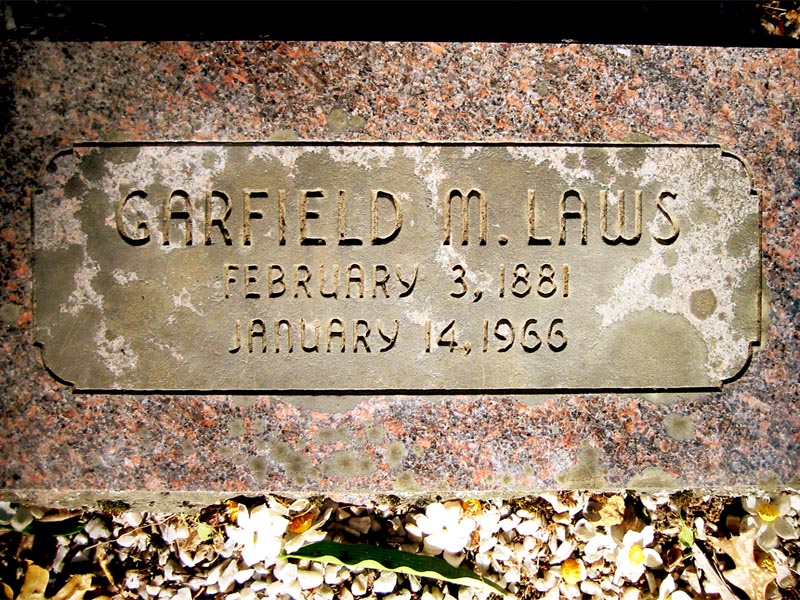 GARFIELD M. LAWS
FEBRUARY 3, 1881
JANUARY 14, 1966